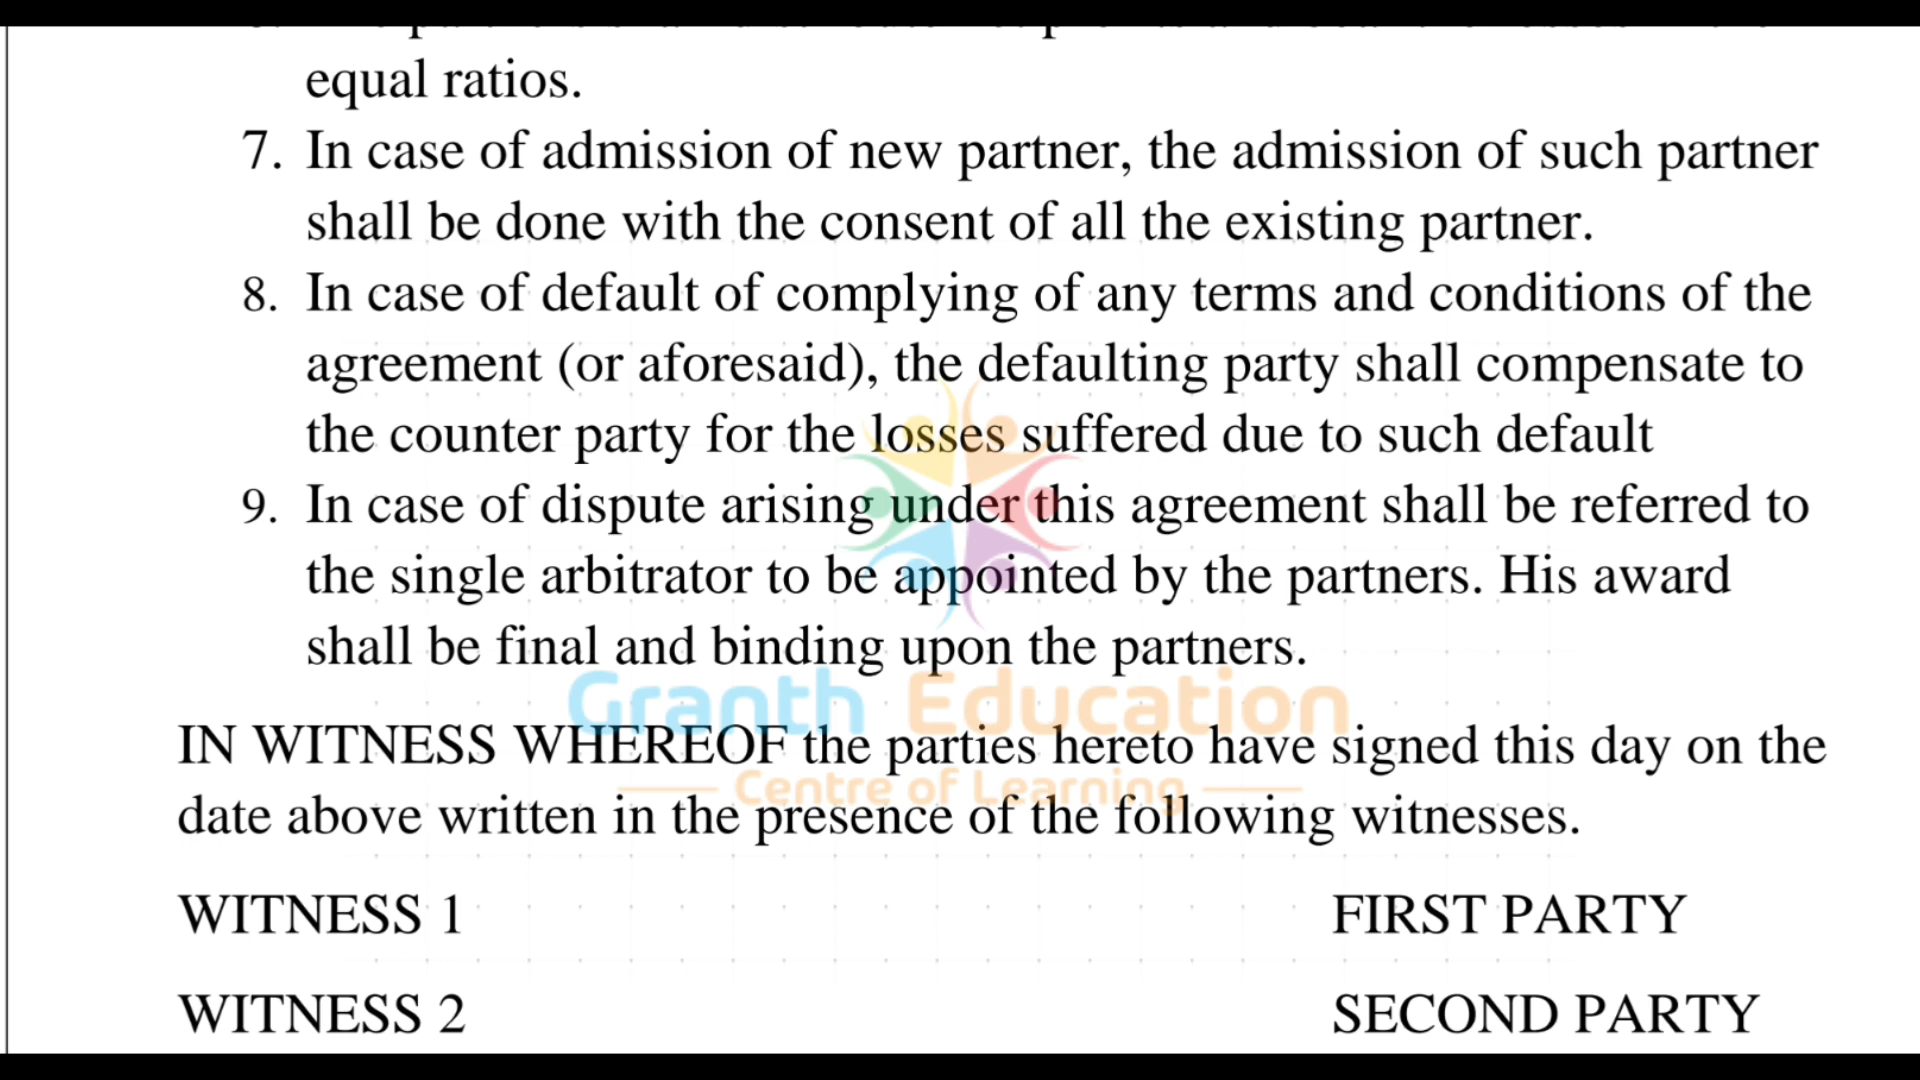 equal ratios.
7. In case of admission of new partner, the admission of such partner
shall be done with the consent of all the existing partner.
8. In case of default of complying of any terms and conditions of the
agreement (or aforesaid), the defaulting party shall compensate to
the counter party for the losses suffered due to such default
9. In case of dispute arising under this agreement shall be referred to
the single arbitrator to be appointed by the partners. His award
shall be final and binding upon the partners.
Granth Education
IN WITNESS WHEREOF the parties hereto have signed this day on the
Centre of Learning
date above written in the presence of the following witnesses.
WITNESS 1 FIRST PARTY
WITNESS 2 SECOND PARTY